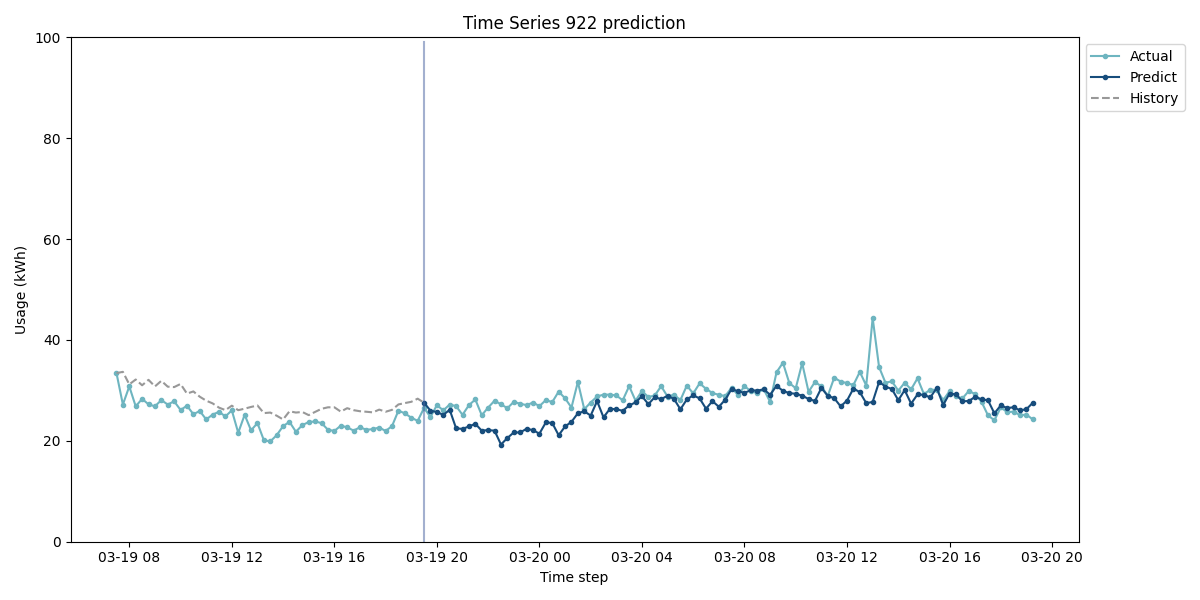 Time Series 922 prediction
Usage (kWh)
100
80
60
40
20
0
03-19 08
03-19 12
03-19 16
03-19 20
03-20 00
03-20 04
03-20 08
03-20 12
03-20 16
03-20 20
Time step
Actual
Predict
History